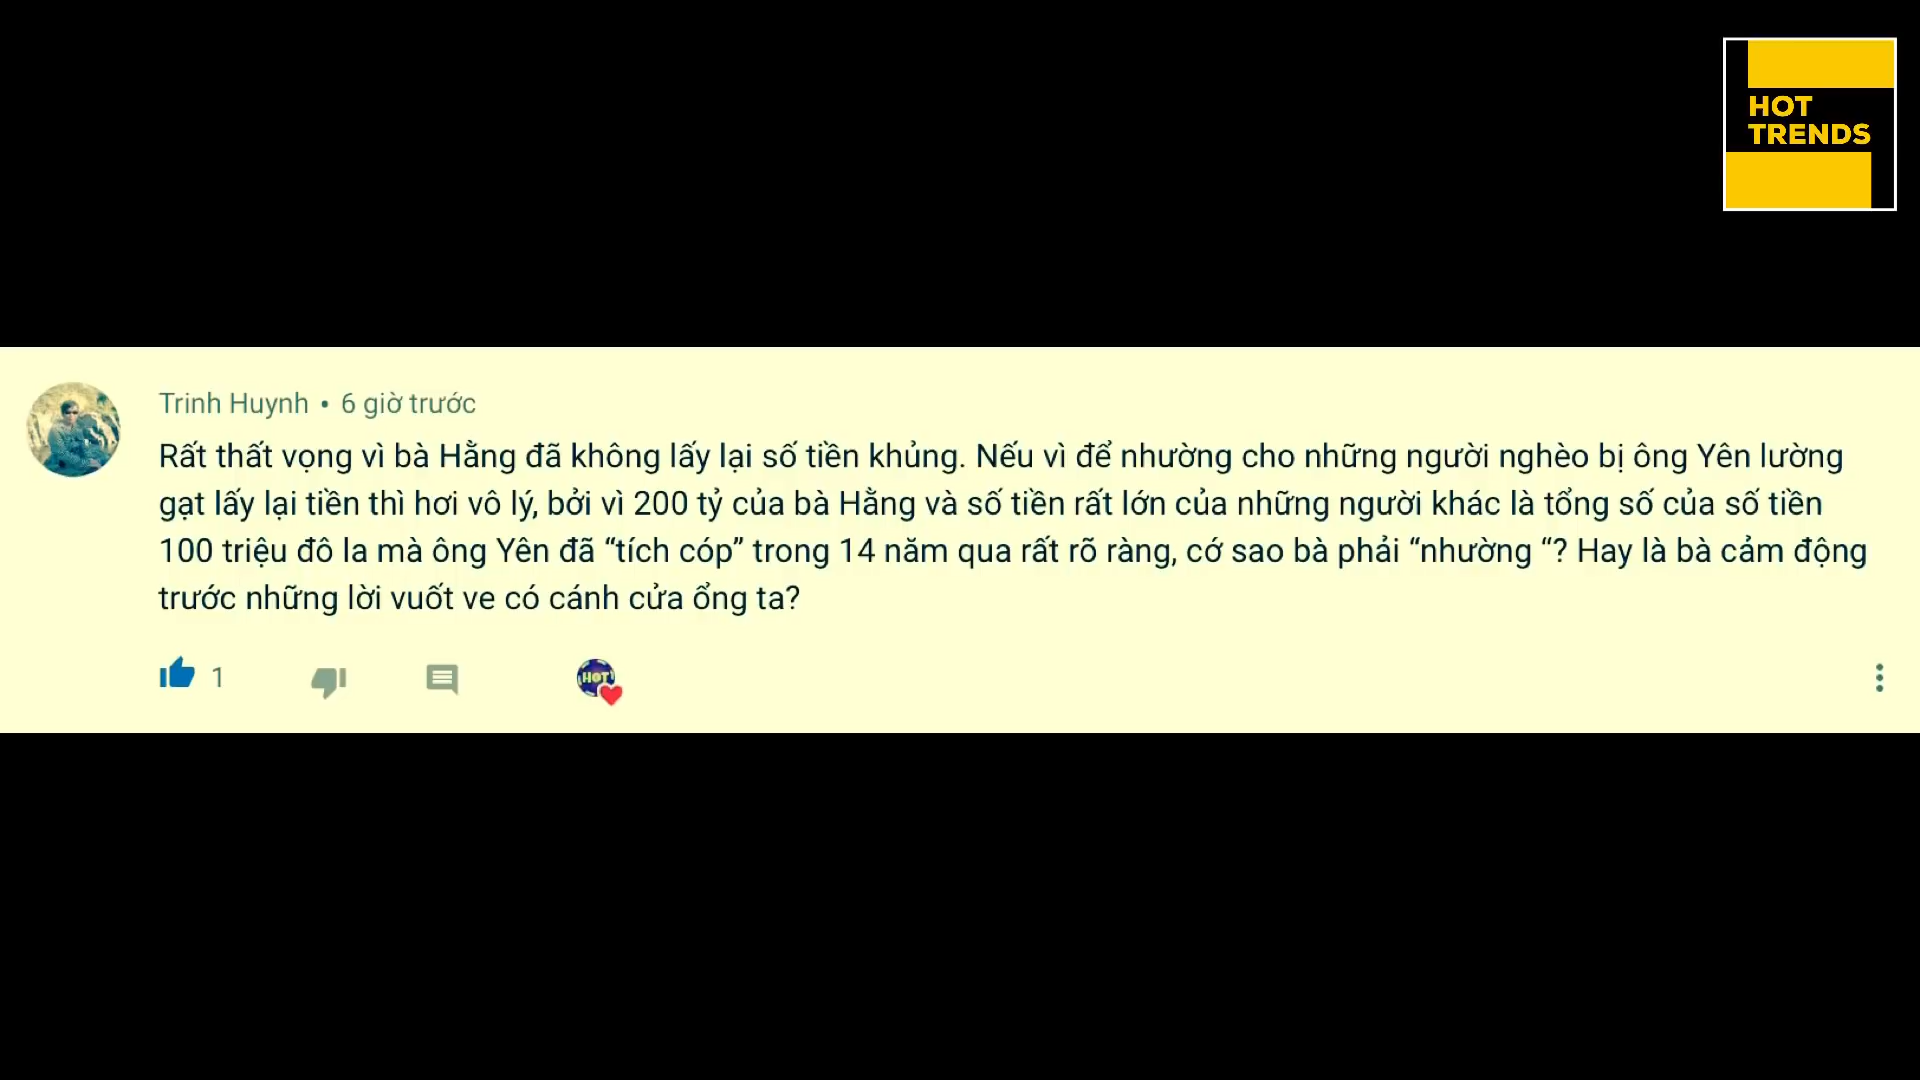 HOT
TRENDS
Trinh Huynh • 6 giờ trước
Rất thất vọng vì bà Hằng đã không lấy lại số tiền khủng. Nếu vì để nhường cho những người nghèo bị ông Yên lường
gạt lấy lại tiền thì hơi vô lý, bởi vì 200 tỷ của bà Hằng và số tiền rất lớn của những người khác là tổng số của số tiền
100 triệu đô la mà ông Yên đã “tích cóp” trong 14 năm qua rất rõ ràng, cớ sao bà phải “nhường “? Hay là bà cảm động
trước những lời vuốt ve có cánh cửa ổng ta?
1
HOT